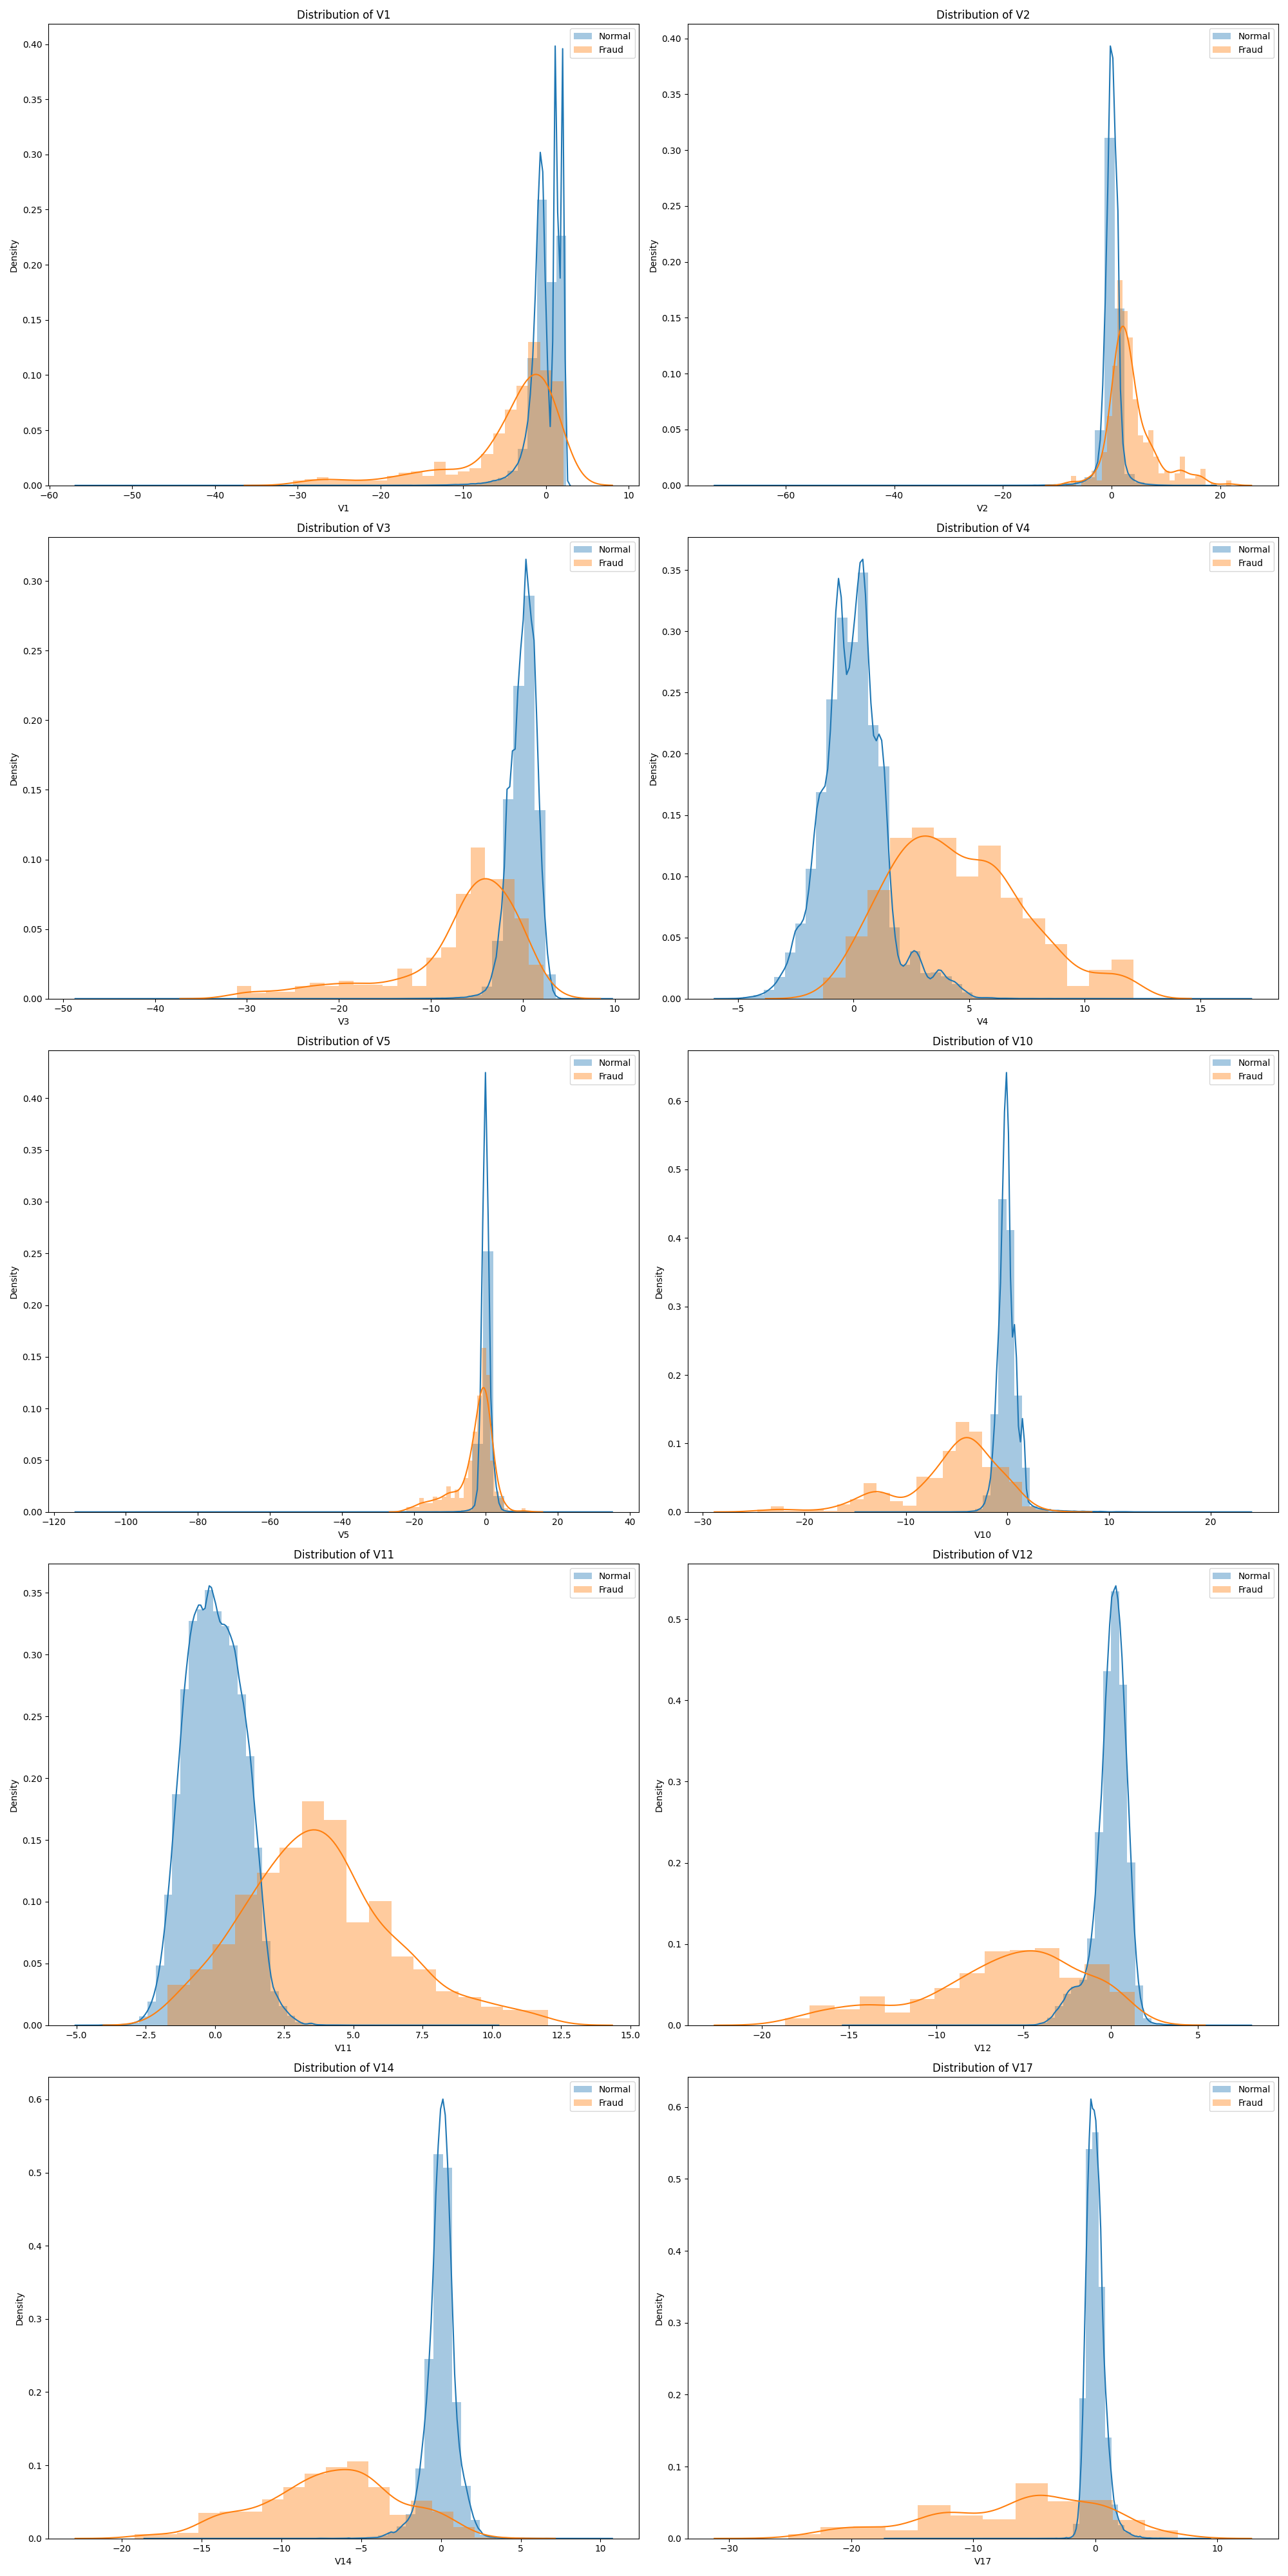 Distribution of V1
Normal
Fraud
0.40
0.35
0.30
0.25
0.20
0.15
0.10
0.05
0.00
Density
−60
−50
−40
−30
−20
−10
0
10
V1
Distribution of V2
Normal
Fraud
0.40
0.35
0.30
0.25
0.20
0.15
0.10
0.05
0.00
Density
−60
−40
−20
0
20
V2
Distribution of V3
Normal
Fraud
0.30
0.25
0.20
0.15
0.10
0.05
0.00
Density
−50
−40
−30
−20
−10
0
10
V3
Distribution of V4
Normal
Fraud
0.35
0.30
0.25
0.20
0.15
0.10
0.05
0.00
Density
−5
0
5
10
15
V4
Distribution of V5
Normal
Fraud
0.40
0.35
0.30
0.25
0.20
0.15
0.10
0.05
0.00
Density
−120
−100
−80
−60
−40
−20
0
20
40
V5
Distribution of V10
Normal
Fraud
0.6
0.5
0.4
0.3
0.2
0.1
0.0
Density
−30
−20
−10
0
10
20
V10
Distribution of V11
Normal
Fraud
0.35
0.30
0.25
0.20
0.15
0.10
0.05
0.00
Density
−5.0
−2.5
0.0
2.5
5.0
7.5
10.0
12.5
15.0
V11
Distribution of V12
Normal
Fraud
0.5
0.4
0.3
0.2
0.1
0.0
Density
−20
−15
−10
−5
0
5
V12
Distribution of V14
Normal
Fraud
0.6
0.5
0.4
0.3
0.2
0.1
0.0
Density
−20
−15
−10
−5
0
5
10
V14
Distribution of V17
Normal
Fraud
0.6
0.5
0.4
0.3
0.2
0.1
0.0
Density
−30
−20
−10
0
10
V17